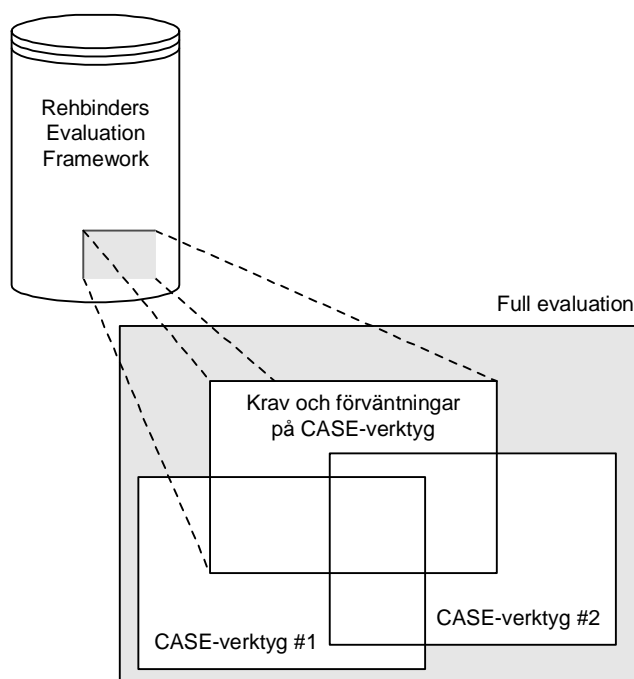 Rehbinders
Evaluation
Framework
Full evaluation
Krav och förväntningar
på CASE-verktyg
CASE-verktyg #2
CASE-verktyg #1